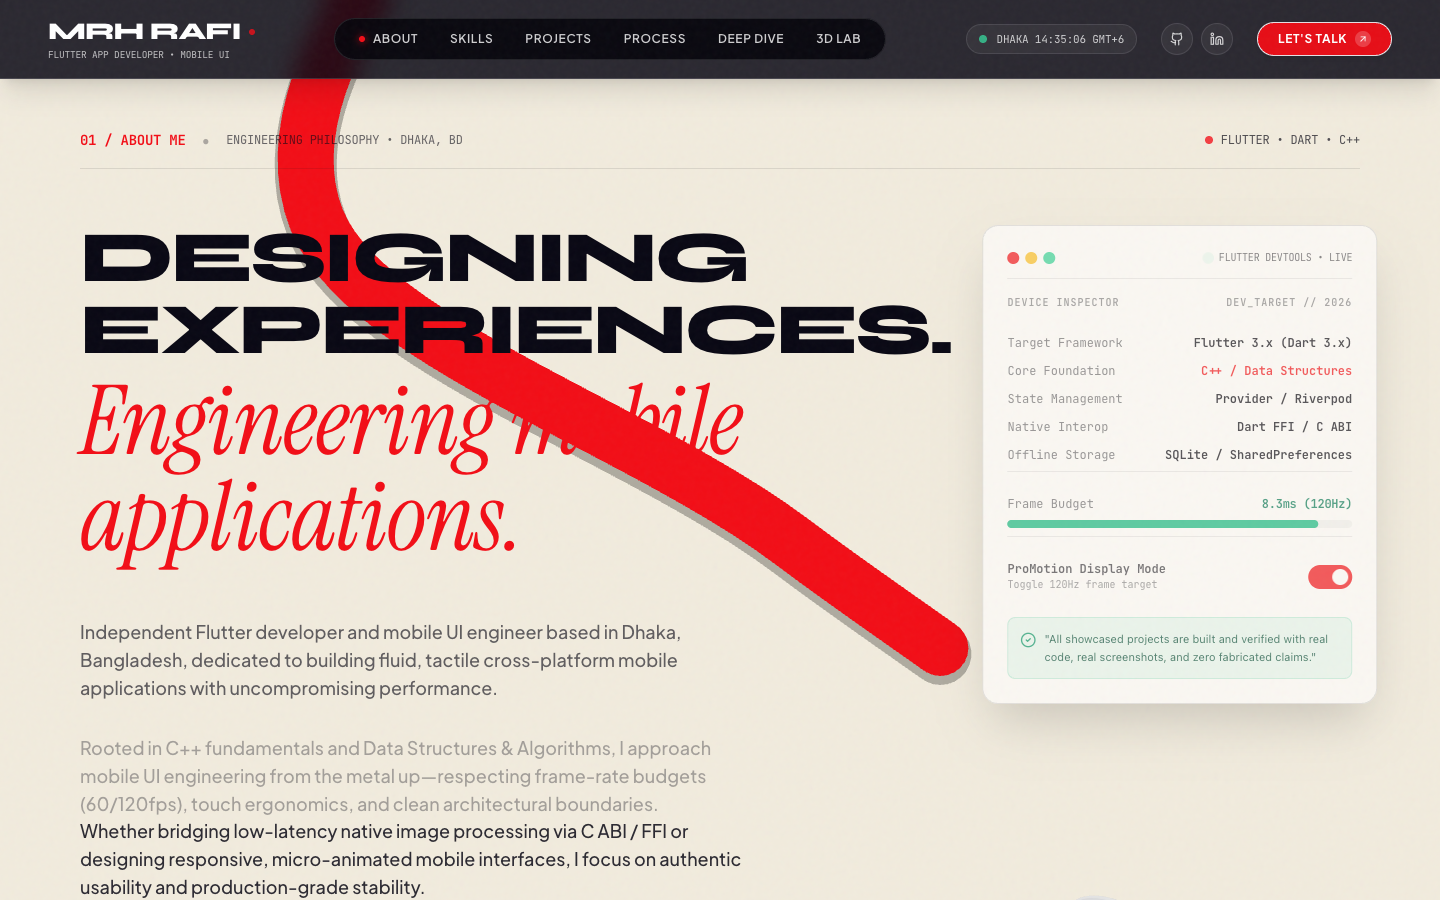 MRH RAFI
FLUTTER APP DEVELOPER • MOBILE UI
ABOUT
SKILLS
PROJECTS
PROCESS
DEEP DIVE
3D LAB
DHAKA 14:35:06 GMT+6
LET'S TALK
01 / ABOUT ME
ENGINEERING PHILOSOPHY • DHAKA, BD
FLUTTER • DART • C++
DESIGNING
EXPERIENCES.
Engineering mobile
applications.
Independent Flutter developer and mobile UI engineer based in Dhaka,
Bangladesh, dedicated to building fluid, tactile cross-platform mobile
applications with uncompromising performance.
Rooted in C++ fundamentals and Data Structures & Algorithms, I approach
mobile UI engineering from the metal up—respecting frame-rate budgets
(60/120fps), touch ergonomics, and clean architectural boundaries.
Whether bridging low-latency native image processing via C ABI / FFI or
designing responsive, micro-animated mobile interfaces, I focus on authentic
usability and production-grade stability.
FLUTTER DEVTOOLS • LIVE
DEVICE INSPECTOR
DEV_TARGET // 2026
Target Framework
Flutter 3.x (Dart 3.x)
Core Foundation
C++ / Data Structures
State Management
Provider / Riverpod
Native Interop
Dart FFI / C ABI
Offline Storage
SQLite / SharedPreferences
Frame Budget
8.3ms (120Hz)
ProMotion Display Mode
Toggle 120Hz frame target
"All showcased projects are built and verified with real
code, real screenshots, and zero fabricated claims."